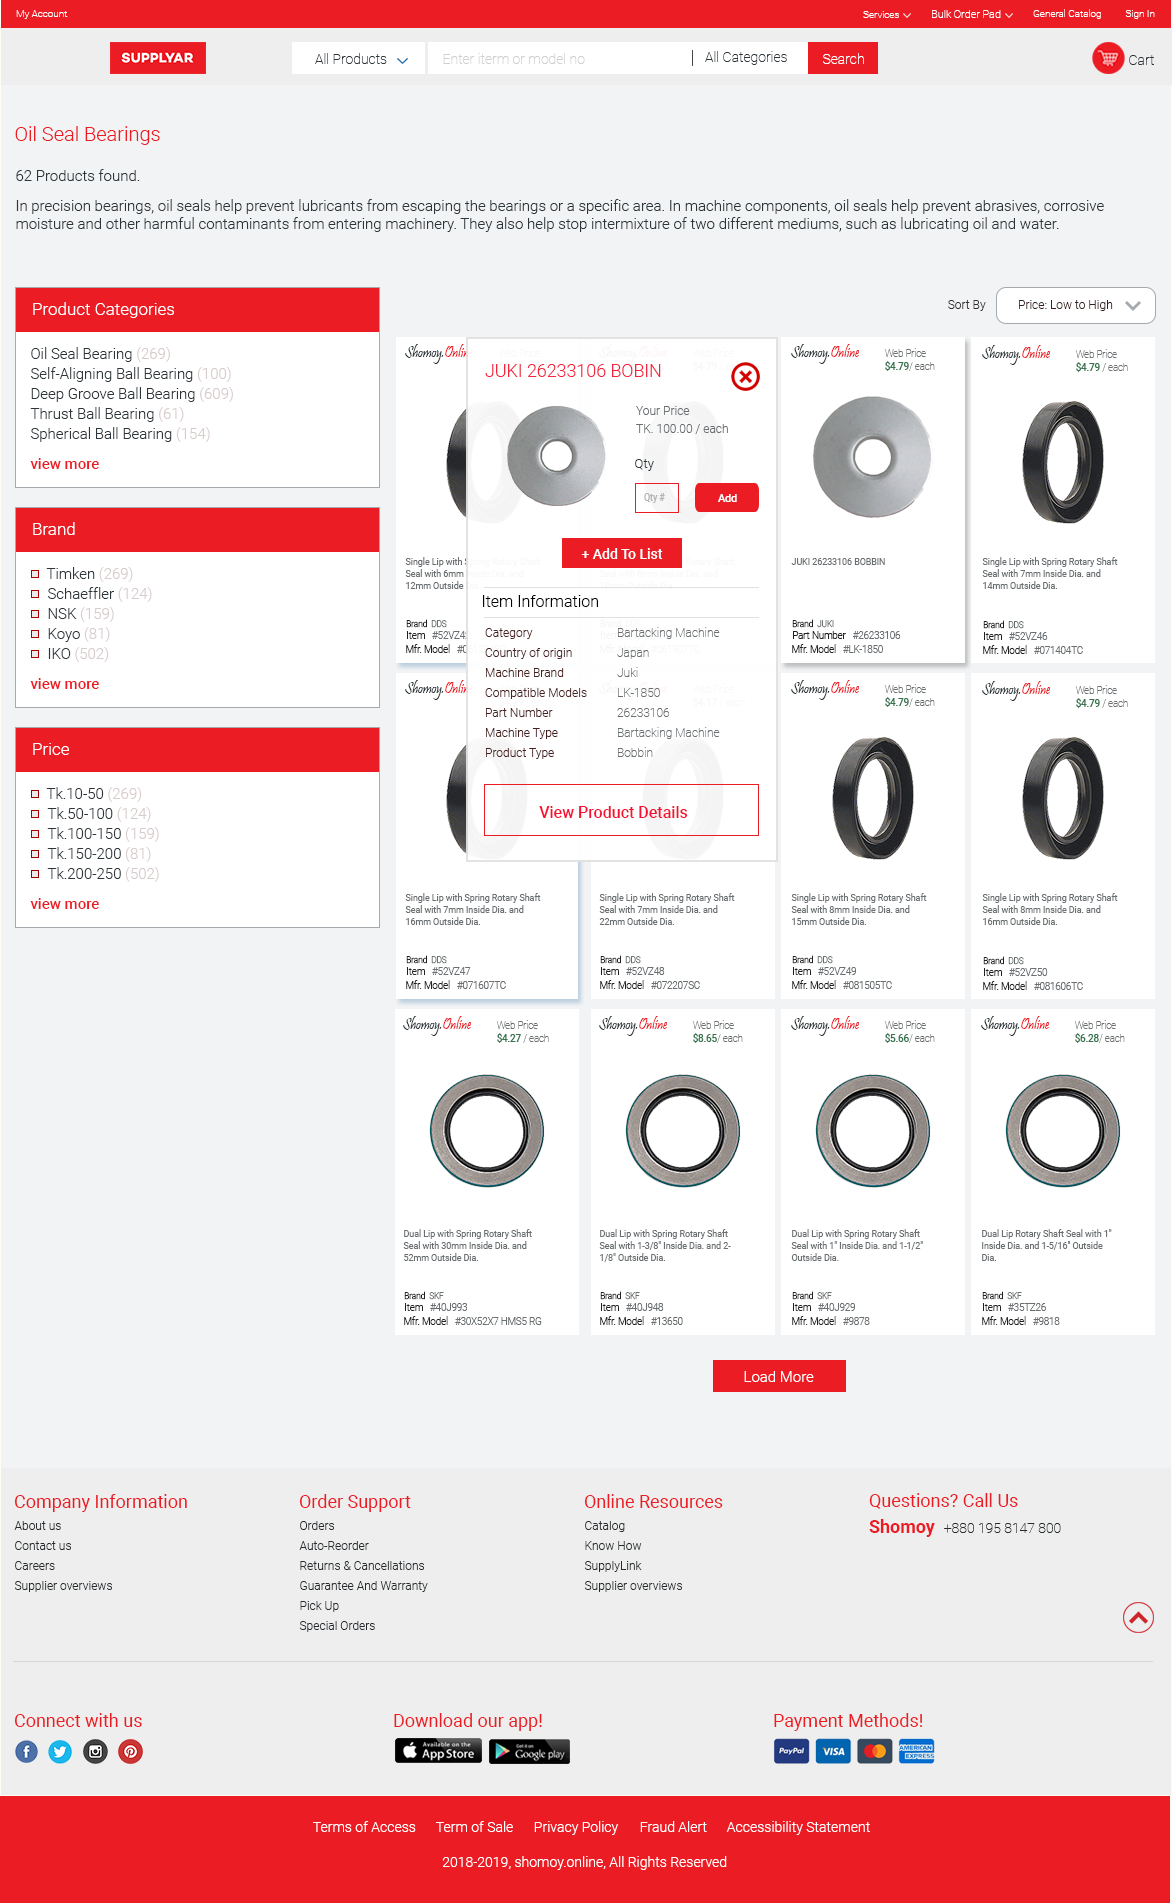 My Account
Services
Bulk Order Pad
General Catalog
Sign In
SUPPLYAR
All Products
Enter iterm or model no
All Categories
Search
Cart
Oil Seal Bearings
62 Products found.
In precision bearings, oil seals help prevent lubricants from escaping the bearings or a specific area. In machine components, oil seals help prevent abrasives, corrosive
moisture and other harmful contaminants from entering machinery. They also help stop intermixture of two different mediums, such as lubricating oil and water.
Product Categories
Oil Seal Bearing (269)
Self-Aligning Ball Bearing (100)
Deep Groove Ball Bearing (609)
Thrust Ball Bearing (61)
Spherical Ball Bearing (154)
view more
Brand
Timken (269)
Schaeffler (124)
NSK (159)
Koyo (81)
IKO (502)
view more
Price
Tk.10-50 (269)
Tk.50-100 (124)
Tk.100-150 (159)
Tk.150-200 (81)
Tk.200-250 (502)
view more
Sort By
Price: Low to High
Shomoy.Onlin
Single Lip with
Seal with 6mm
12mm Outside
Brand DDS
Item #52VZ4
Mfr. Model
JUKI 26233106 BOBIN
Your Price
TK. 100.00 / each
Qty
Qty #
Add
+ Add To List
Item Information
Category Bartacking Machine
Country of origin Japan
Machine Brand Juki
Compatible Models LK-1850
Part Number 26233106
Machine Type Bartacking Machine
Product Type Bobbin
View Product Details
Shomoy.Online
Web Price
$4.79/ each
JUKI 26233106 BOBBIN
Brand JUKI
Part Number #26233106
Mfr. Model #LK-1850
Shomoy.Online
Web Price
$4.79 / each
Single Lip with Spring Rotary Shaft
Seal with 7mm Inside Dia. and
14mm Outside Dia.
Brand DDS
Item #52VZ46
Mfr. Model #071404TC
Shomoy.Onlin
Single Lip with Spring Rotary Shaft
Seal with 7mm Inside Dia. and
16mm Outside Dia.
Brand DDS
Item #52VZ47
Mfr. Model #071607TC
Single Lip with Spring Rotary Shaft
Seal with 7mm Inside Dia. and
22mm Outside Dia.
Brand DDS
Item #52VZ48
Mfr. Model #072207SC
Shomoy.Online
Web Price
$4.79/ each
Single Lip with Spring Rotary Shaft
Seal with 8mm Inside Dia. and
15mm Outside Dia.
Brand DDS
Item #52VZ49
Mfr. Model #081505TC
Shomoy.Online
Web Price
$4.79 / each
Single Lip with Spring Rotary Shaft
Seal with 8mm Inside Dia. and
16mm Outside Dia.
Brand DDS
Item #52VZ50
Mfr. Model #081606TC
Shomoy.Online
Web Price
$4.27 / each
Dual Lip with Spring Rotary Shaft
Seal with 30mm Inside Dia. and
52mm Outside Dia.
Brand SKF
Item #40J993
Mfr. Model #30X52X7 HMS5 RG
Shomoy.Online
Web Price
$8.65/ each
Dual Lip with Spring Rotary Shaft
Seal with 1-3/8" Inside Dia. and 2-
1/8" Outside Dia.
Brand SKF
Item #40J948
Mfr. Model #13650
Shomoy.Online
Web Price
$5.66/ each
Dual Lip with Spring Rotary Shaft
Seal with 1" Inside Dia. and 1-1/2"
Outside Dia.
Brand SKF
Item #40J929
Mfr. Model #9878
Shomoy.Online
Web Price
$6.28/ each
Dual Lip Rotary Shaft Seal with 1"
Inside Dia. and 1-5/16" Outside
Dia.
Brand SKF
Item #35TZ26
Mfr. Model #9818
Load More
Company Information
About us
Contact us
Careers
Supplier overviews
Order Support
Orders
Auto-Reorder
Returns & Cancellations
Guarantee And Warranty
Pick Up
Special Orders
Online Resources
Catalog
Know How
SupplyLink
Supplier overviews
Questions? Call Us
Shomoy +880 195 8147 800
Connect with us
Download our app!
Available on the
App Store
Get it on
Google play
Payment Methods!
PayPal
VISA
AMERICAN
EXPRESS
Terms of Access
Term of Sale
Privacy Policy
Fraud Alert
Accessibility Statement
2018-2019, shomoy.online, All Rights Reserved